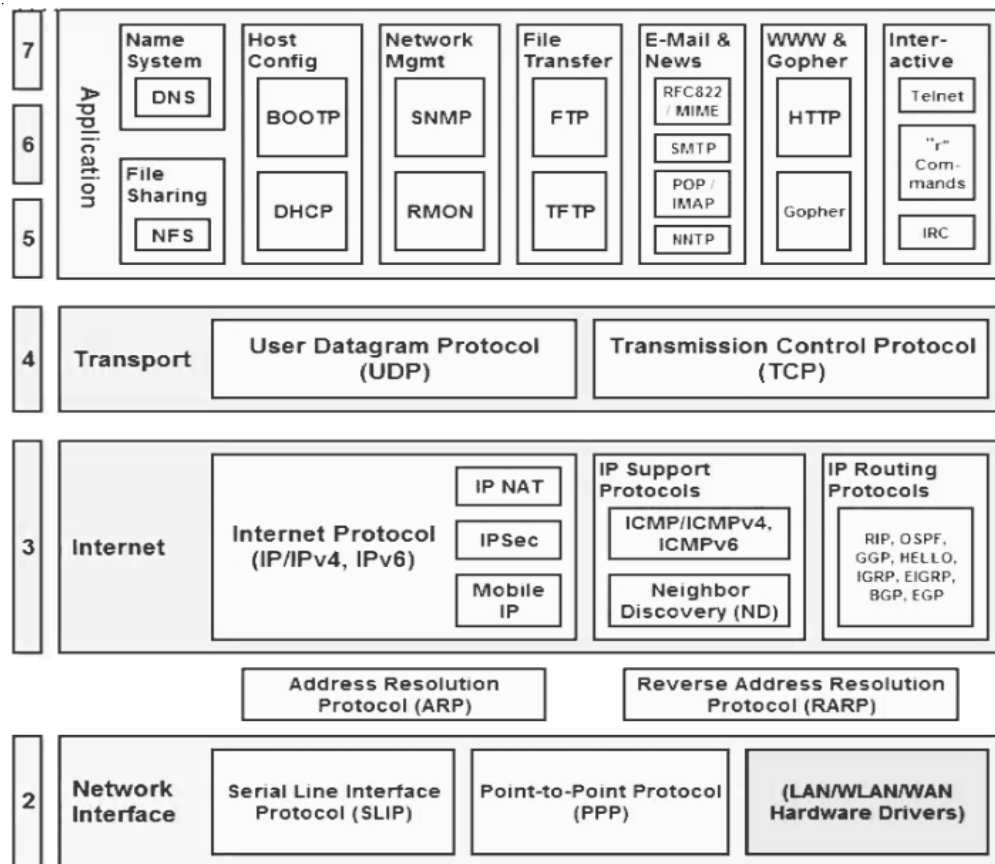 7
6
5
Application
Name
System
DNS
File
Sharing
NFS
Host
Config
BOOTP
DHCP
Network
Mgmt
SNMP
RMON
File
Transfer
FTP
TFTP
E-Mail &
News
RFC822
/ MIME
SMTP
POP /
IMAP
NNTP
WWW &
Gopher
HTTP
Gopher
Inter-
active
Telnet
"r"
Com-
mands
IRC
4
Transport
User Datagram Protocol
(UDP)
Transmission Control Protocol
(TCP)
3
Internet
Internet Protocol
(IP/IPv4, IPv6)
IP NAT
IPSec
Mobile
IP
IP Support
Protocols
ICMP/ICMPv4,
ICMPv6
Neighbor
Discovery (ND)
IP Routing
Protocols
RIP, OSPF,
GGP, HELLO,
IGRP, EIGRP,
BGP, EGP
Address Resolution
Protocol (ARP)
Reverse Address Resolution
Protocol (RARP)
2
Network
Interface
Serial Line Interface
Protocol (SLIP)
Point-to-Point Protocol
(PPP)
(LAN/WLAN/WAN
Hardware Drivers)